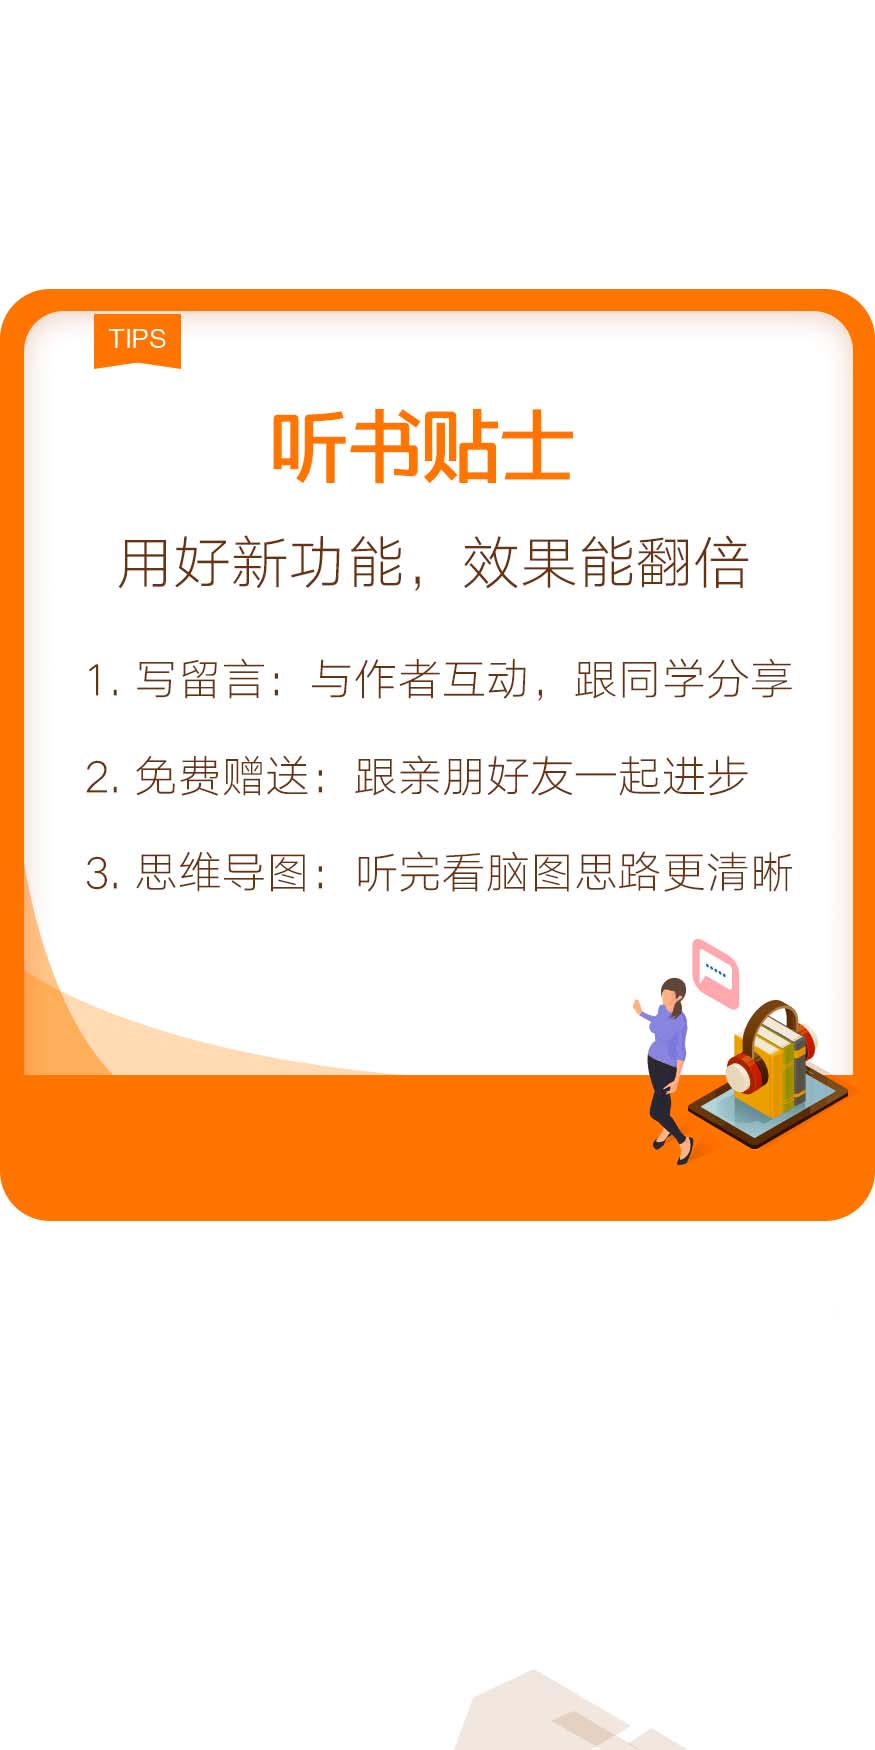 TIPS
听书贴士
用好新功能，效果能翻倍
1. 写留言：与作者互动，跟同学分享
2. 免费赠送：跟亲朋好友一起进步
3. 思维导图：听完看脑图思路更清晰